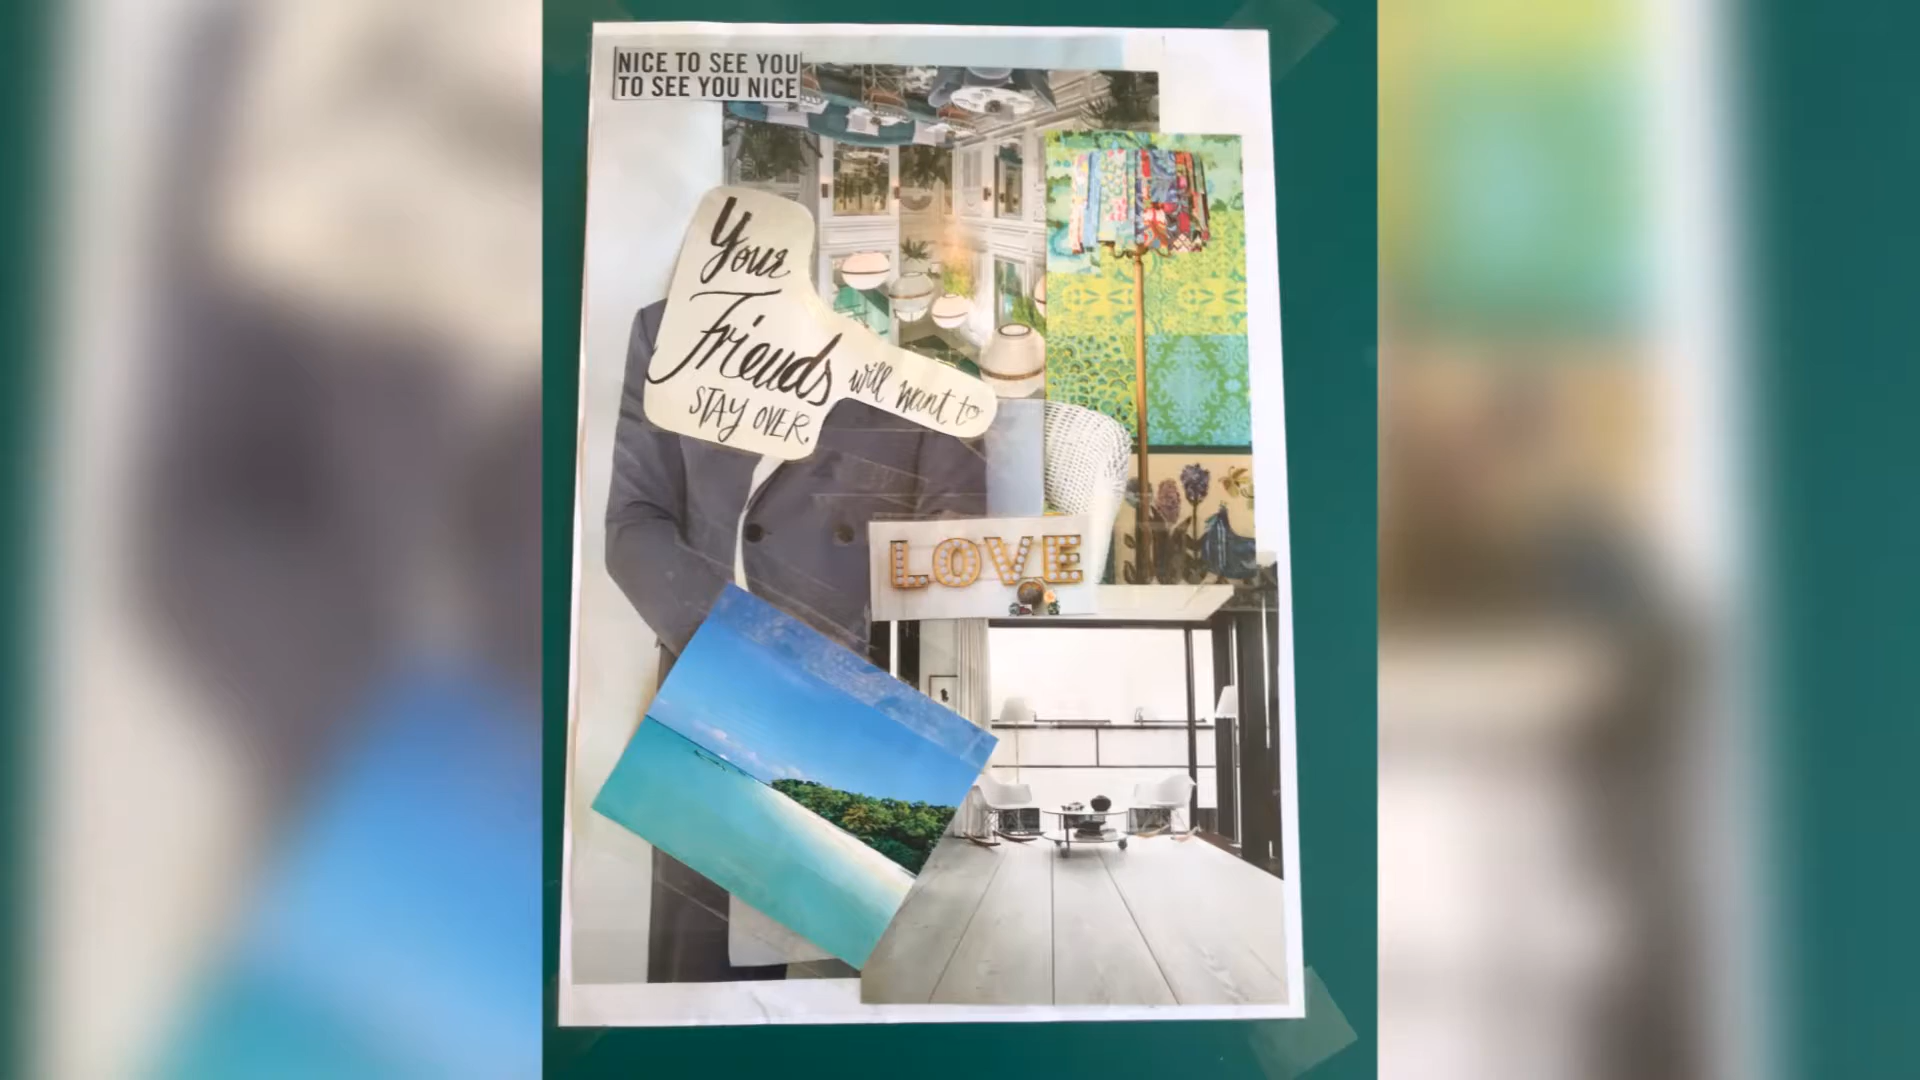 NICE TO SEE YOU
TO SEE YOU NICE
Your
Friends will want to
STAY OVER.
LOVE